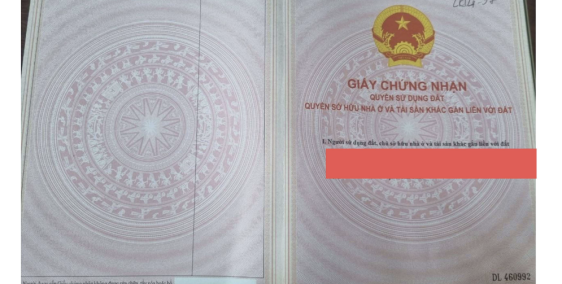 GIẤY CHỨNG NHẬN
QUYỀN SỬ DỤNG ĐẤT
QUYỀN SỞ HỮU NHÀ Ở VÀ TÀI SẢN KHÁC GẮN LIỀN VỚI ĐẤT
I. Người sử dụng đất, chủ sở hữu nhà ở và tài sản khác gắn liền với đất
DL 460992